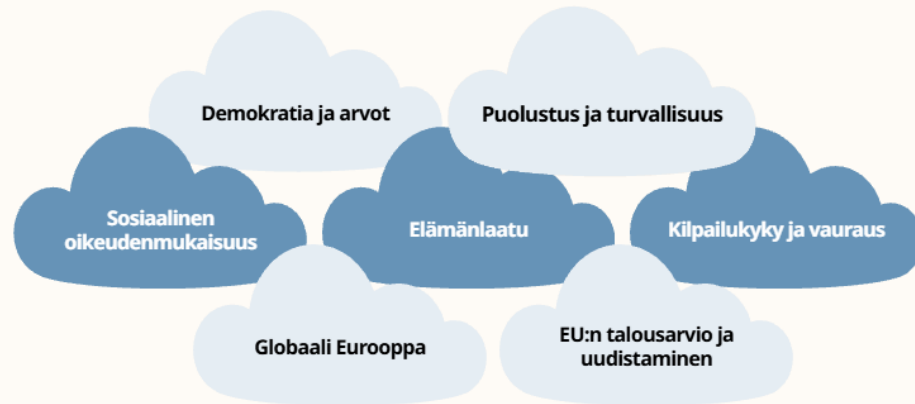 Demokratia ja arvot
Puolustus ja turvallisuus
Sosiaalinen
oikeudenmukaisuus
Elämänlaatu
Kilpailukyky ja vauraus
Globaali Eurooppa
EU:n talousarvio ja
uudistaminen